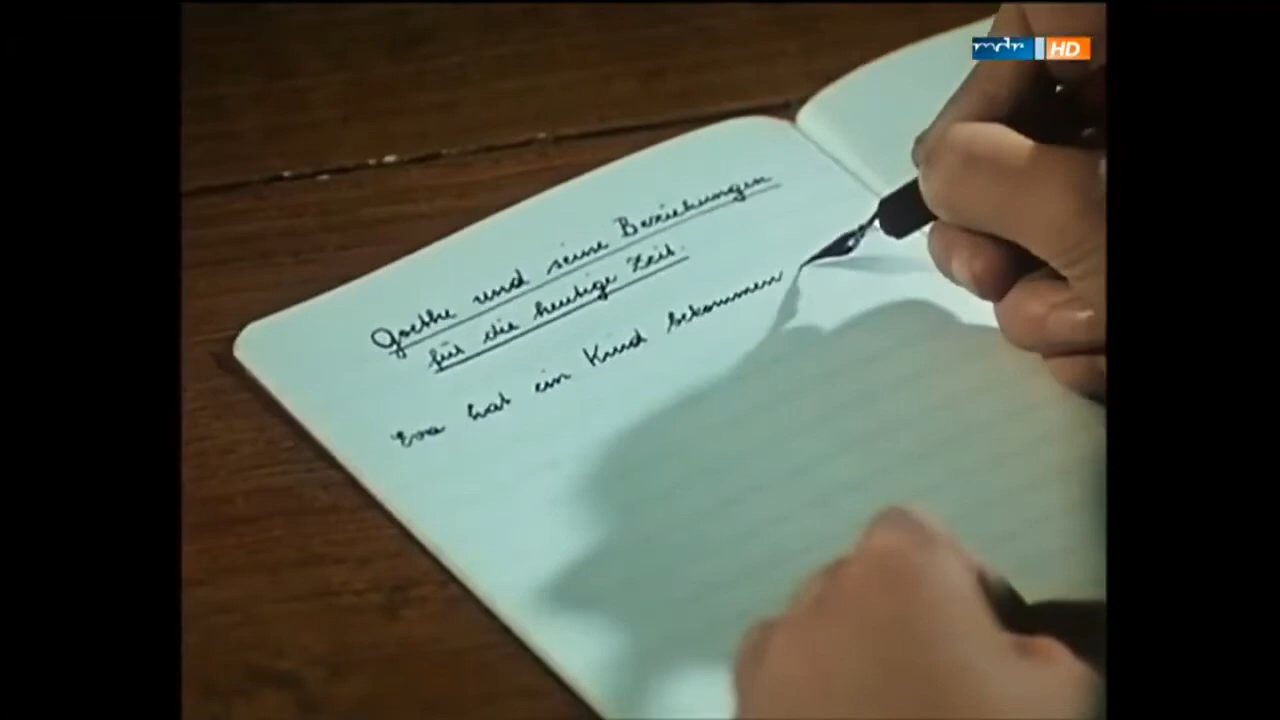 mdr HD
Goethe und seine Beziehungen
für die heutige Zeit.
Eva hat ein Kind bekommen